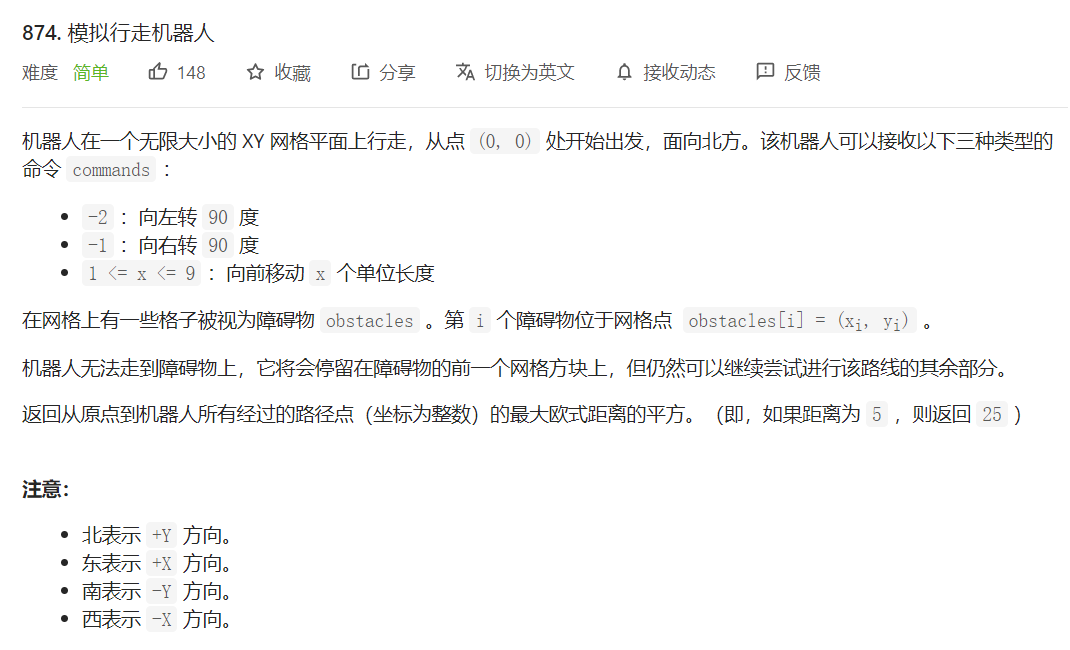 874. 模拟行走机器人
难度 简单 148 收藏 分享 切换为英文 接收动态 反馈
机器人在一个无限大小的 XY 网格平面上行走，从点 (0, 0) 处开始出发，面向北方。该机器人可以接收以下三种类型的
命令 commands ：
• -2 ：向左转 90 度
• -1 ：向右转 90 度
• 1 <= x <= 9 ：向前移动 x 个单位长度
在网格上有一些格子被视为障碍物 obstacles 。第 i 个障碍物位于网格点 obstacles[i] = (xi, yi) 。
机器人无法走到障碍物上，它将会停留在障碍物的前一个网格方块上，但仍然可以继续尝试进行该路线的其余部分。
返回从原点到机器人所有经过的路径点（坐标为整数）的最大欧式距离的平方。（即，如果距离为 5 ，则返回 25 ）
注意：
• 北表示 +Y 方向。
• 东表示 +X 方向。
• 南表示 -Y 方向。
• 西表示 -X 方向。